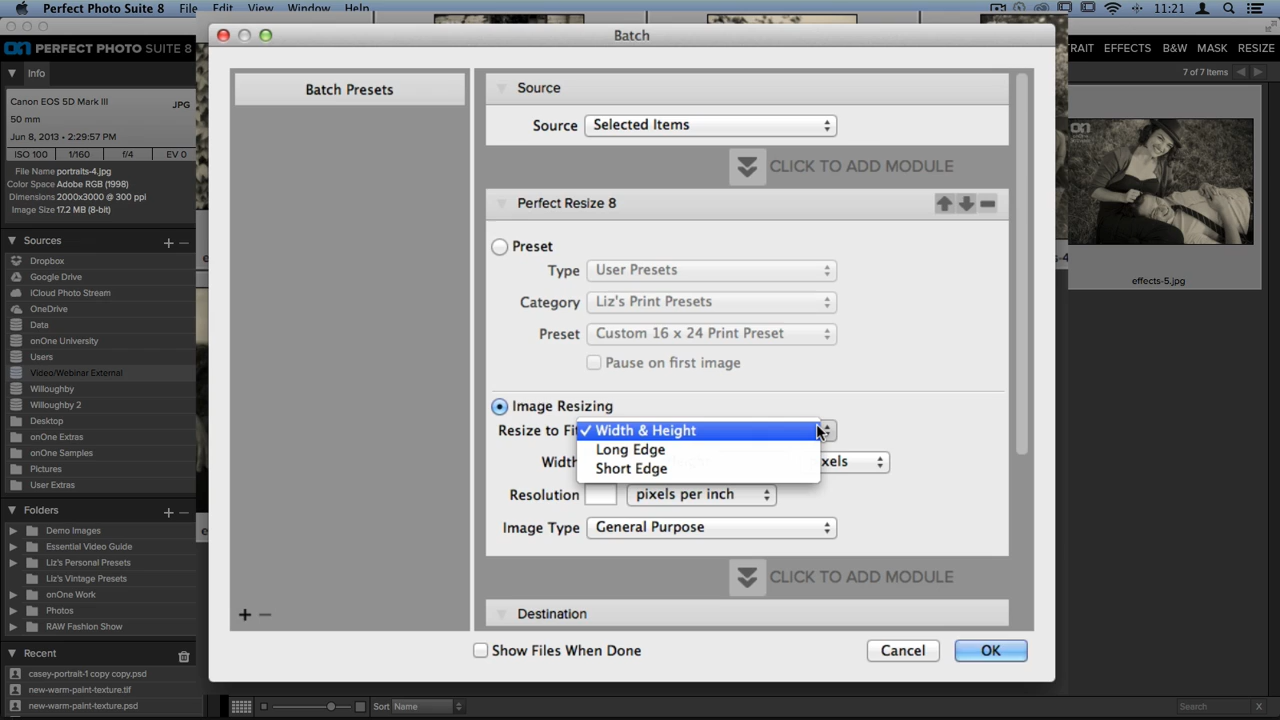 Perfect Photo Suite 8 File Edit View Window Help 11:21
Batch
on PERFECT PHOTO SUITE 8
RAIT EFFECTS B&W MASK RESIZE
Info
7 of 7 Items
Canon EOS 5D Mark III JPG
50 mm
Jun 8, 2013 • 2:29:57 PM
ISO 100 1/160 f/4 EV 0
File Name portraits-4.jpg
Color Space Adobe RGB (1998)
Dimensions 2000x3000 @ 300 ppi
Image Size 17.2 MB (8-bit)
Sources
Dropbox
Google Drive
iCloud Photo Stream
OneDrive
Data
onOne University
Users
Video/Webinar External
Willoughby
Willoughby 2
Desktop
onOne Extras
onOne Samples
Pictures
User Extras
Folders
Demo Images
Essential Video Guide
Liz's Personal Presets
Liz's Vintage Presets
onOne Work
Photos
RAW Fashion Show
Recent
casey-portrait-1 copy copy.psd
new-warm-paint-texture.tif
new-warm-paint-texture.psd
Batch Presets
+ −
Source
Source Selected Items
CLICK TO ADD MODULE
Perfect Resize 8
Preset
Type User Presets
Category Liz's Print Presets
Preset Custom 16 x 24 Print Preset
Pause on first image
Image Resizing
Resize to Fit ✓ Width & Height
Long Edge
Short Edge
Width xels
Resolution pixels per inch
Image Type General Purpose
CLICK TO ADD MODULE
Destination
Show Files When Done
Cancel OK
on
-4
effects-5.jpg
Sort Name
Search X